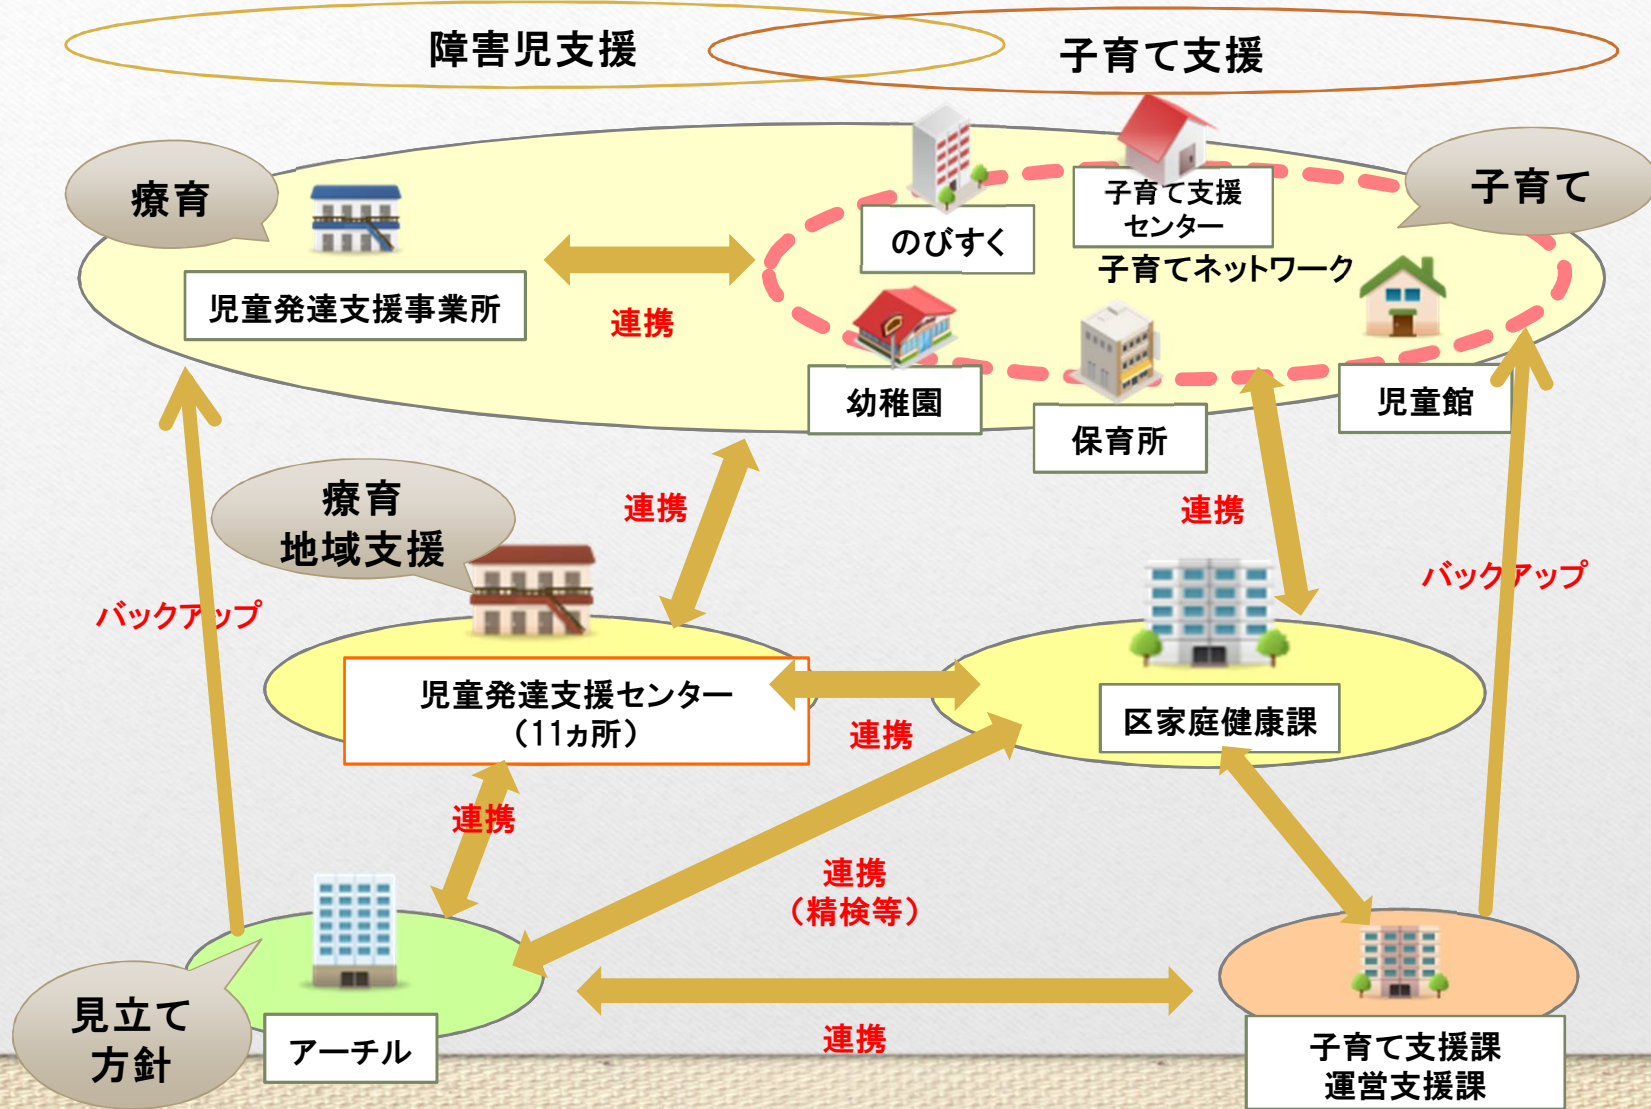 障害児支援
子育て支援
療育
子育て
子育て支援
センター
のびすく
子育てネットワーク
児童発達支援事業所
連携
幼稚園
児童館
保育所
療育
地域支援
連携
連携
バックアップ
バックアップ
児童発達支援センター
（11ヵ所）
連携
区家庭健康課
連携
連携
（精検等）
見立て
方針
アーチル
連携
子育て支援課
運営支援課